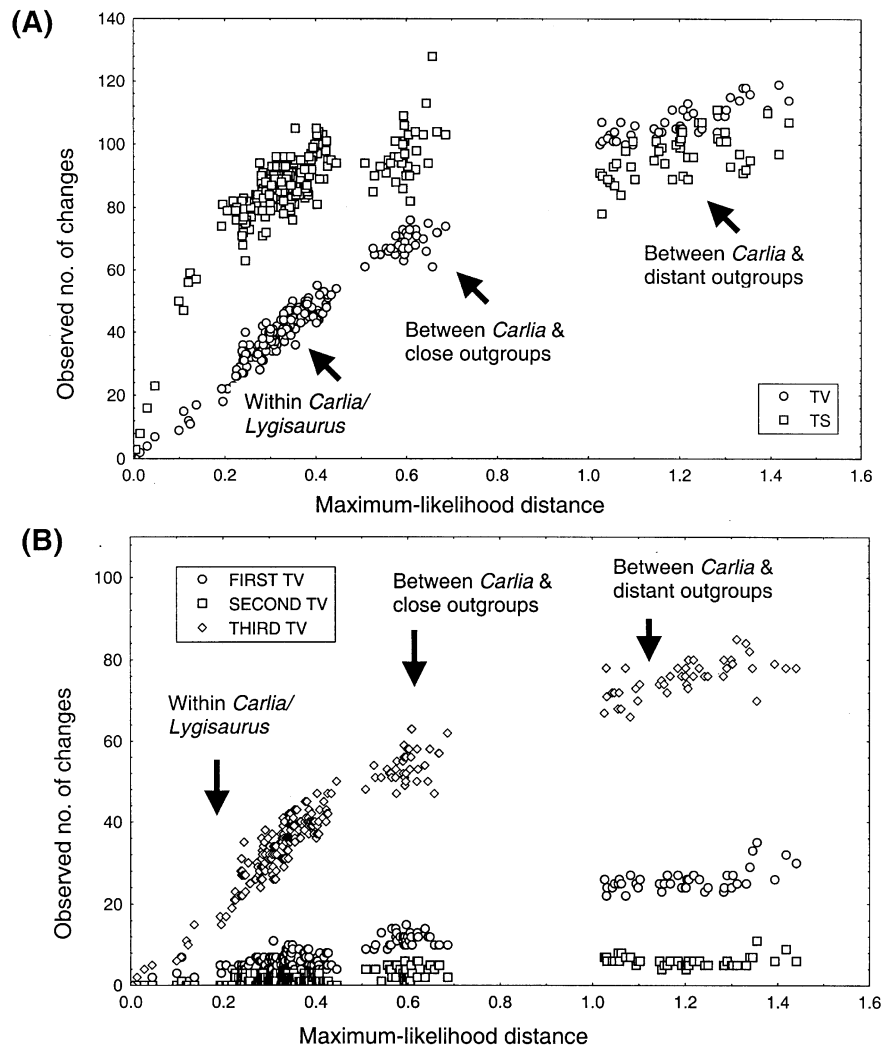 (A)
140
120
100
80
60
40
20
0
Observed no. of changes
Between Carlia &
distant outgroups
Between Carlia &
close outgroups
Within Carlia/
Lygisaurus
TV
TS
0.0 0.2 0.4 0.6 0.8 1.0 1.2 1.4 1.6
Maximum-likelihood distance
(B)
100
80
60
40
20
0
Observed no. of changes
FIRST TV
SECOND TV
THIRD TV
Between Carlia &
close outgroups
Between Carlia &
distant outgroups
Within Carlia/
Lygisaurus
0.0 0.2 0.4 0.6 0.8 1.0 1.2 1.4 1.6
Maximum-likelihood distance